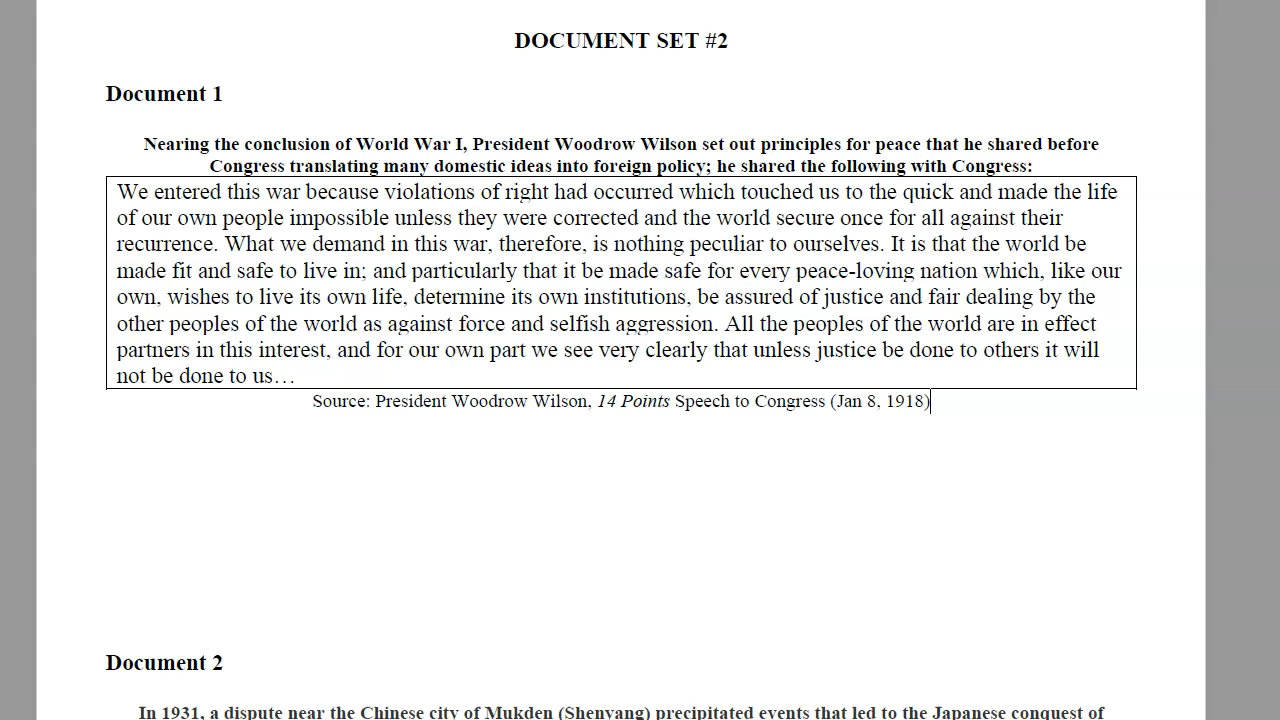 DOCUMENT SET #2
Document 1
Nearing the conclusion of World War I, President Woodrow Wilson set out principles for peace that he shared before
Congress translating many domestic ideas into foreign policy; he shared the following with Congress:
We entered this war because violations of right had occurred which touched us to the quick and made the life
of our own people impossible unless they were corrected and the world secure once for all against their
recurrence. What we demand in this war, therefore, is nothing peculiar to ourselves. It is that the world be
made fit and safe to live in; and particularly that it be made safe for every peace-loving nation which, like our
own, wishes to live its own life, determine its own institutions, be assured of justice and fair dealing by the
other peoples of the world as against force and selfish aggression. All the peoples of the world are in effect
partners in this interest, and for our own part we see very clearly that unless justice be done to others it will
not be done to us…
Source: President Woodrow Wilson, 14 Points Speech to Congress (Jan 8, 1918)
Document 2
In 1931, a dispute near the Chinese city of Mukden (Shenyang) precipitated events that led to the Japanese conquest of